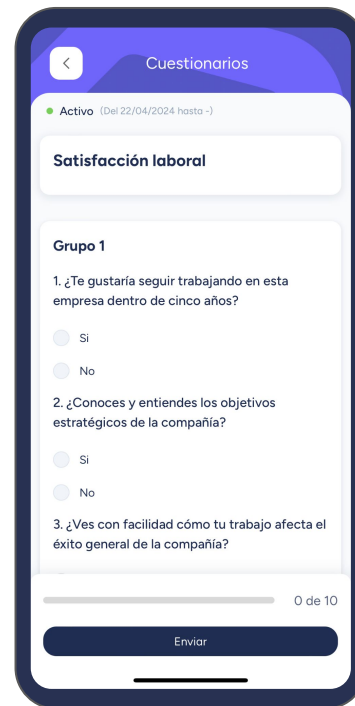 Cuestionarios
Activo (Del 22/04/2024 hasta -)
Satisfacción laboral
Grupo 1
1. ¿Te gustaría seguir trabajando en esta
empresa dentro de cinco años?
Si
No
2. ¿Conoces y entiendes los objetivos
estratégicos de la compañía?
Si
No
3. ¿Ves con facilidad cómo tu trabajo afecta el
éxito general de la compañía?
0 de 10
Enviar